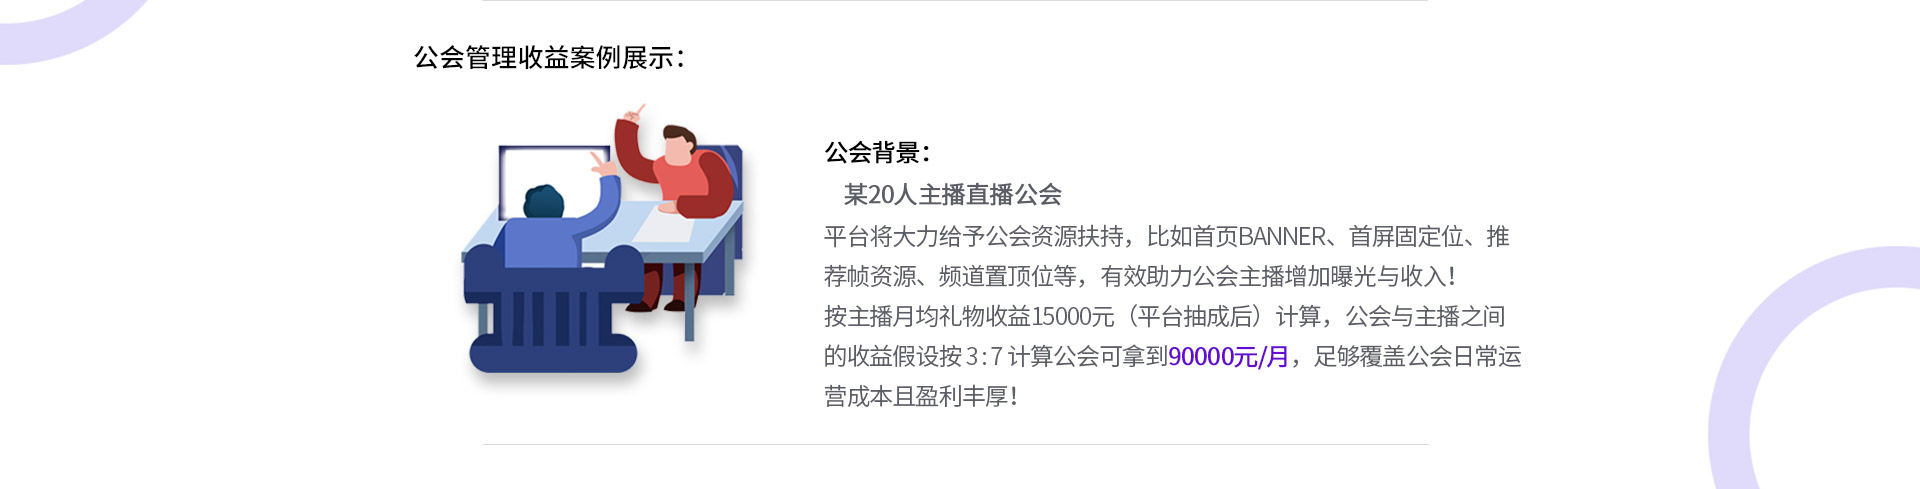 公会管理收益案例展示：
公会背景：
某20人主播直播公会
平台将大力给予公会资源扶持，比如首页BANNER、首屏固定位、推
荐帧资源、频道置顶位等，有效助力公会主播增加曝光与收入！
按主播月均礼物收益15000元（平台抽成后）计算，公会与主播之间
的收益假设按 3 : 7 计算公会可拿到90000元/月，足够覆盖公会日常运
营成本且盈利丰厚！